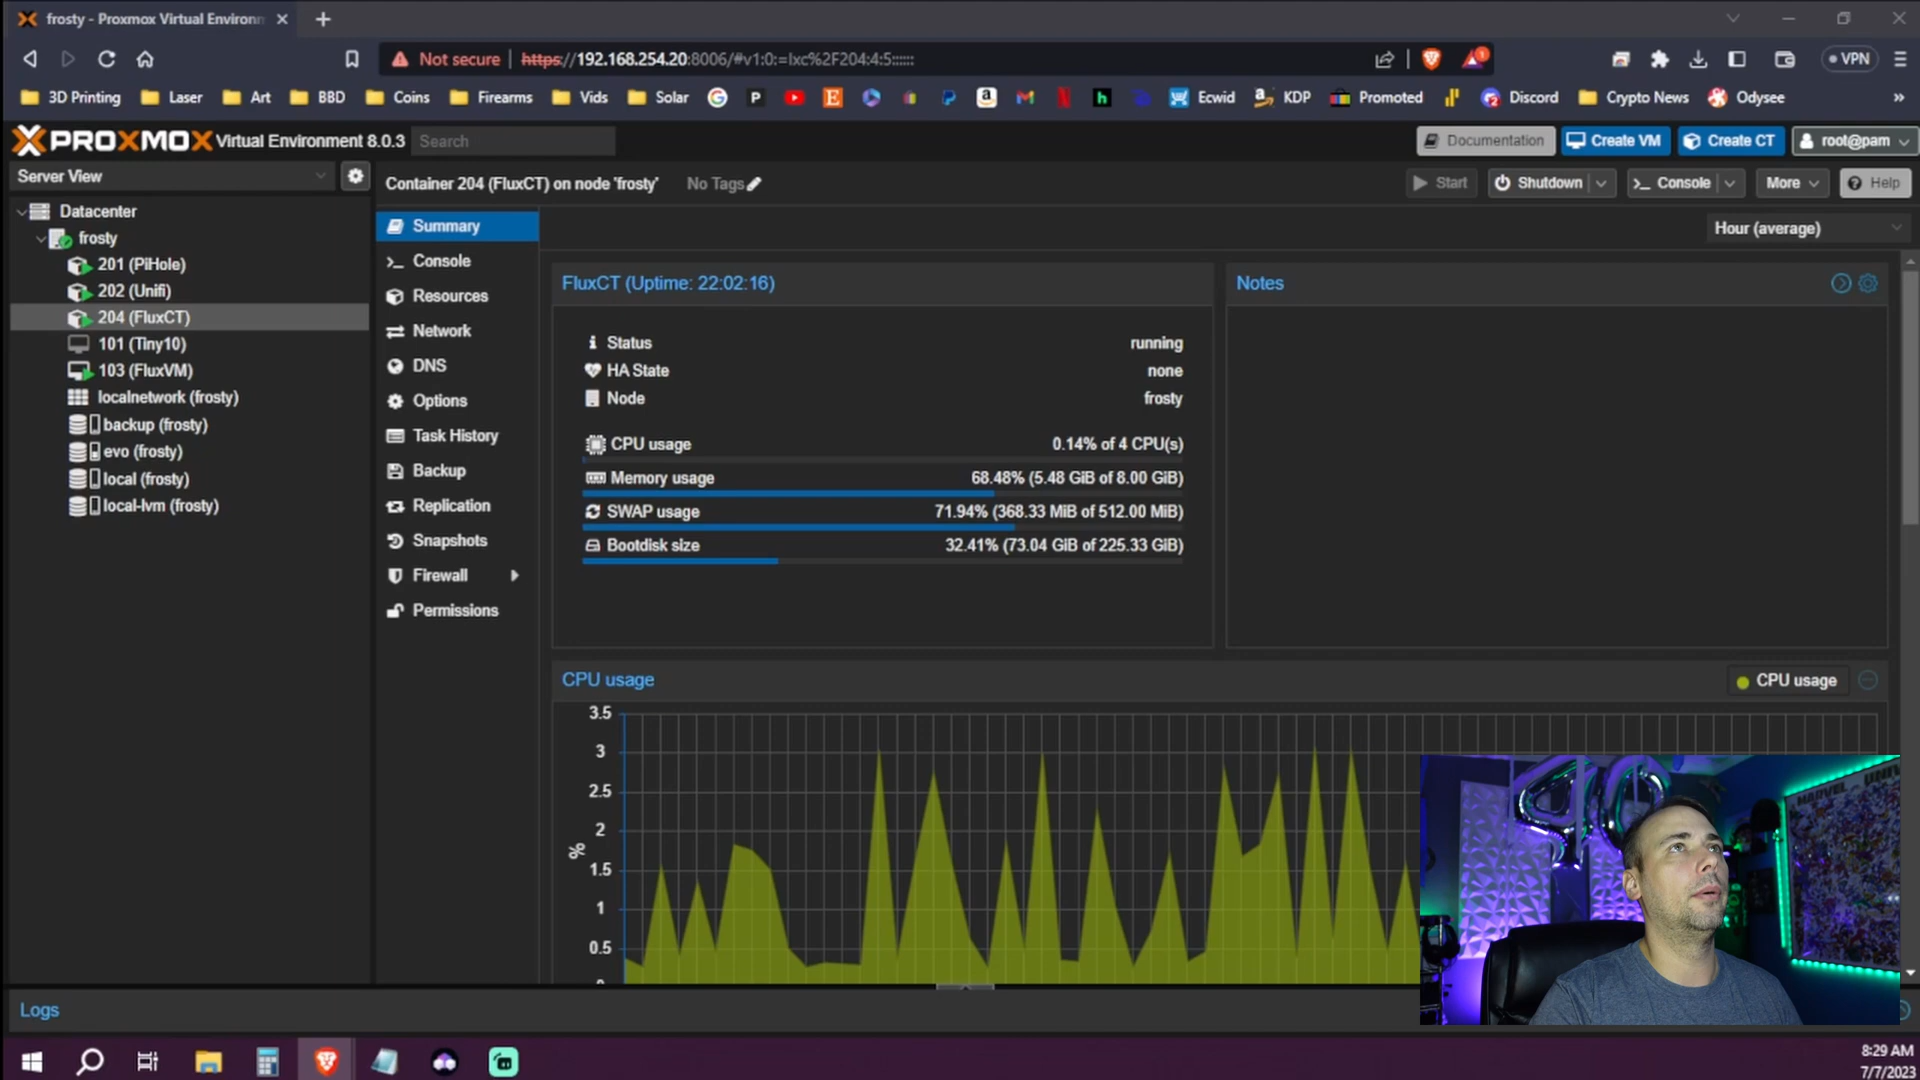 frosty - Proxmox Virtual Environm
Not secure https://192.168.254.20:8006/#v1:0:=lxc%2F204:4:5::::::
VPN
3D Printing Laser Art BBD Coins Firearms Vids Solar Ecwid KDP Promoted Discord Crypto News Odysee »
PROXMOX Virtual Environment 8.0.3 Search Documentation Create VM Create CT root@pam
Server View
Container 204 (FluxCT) on node 'frosty' No Tags Start Shutdown Console More Help
Datacenter
frosty
201 (PiHole)
202 (Unifi)
204 (FluxCT)
101 (Tiny10)
103 (FluxVM)
localnetwork (frosty)
backup (frosty)
evo (frosty)
local (frosty)
local-lvm (frosty)
Summary
Console
Resources
Network
DNS
Options
Task History
Backup
Replication
Snapshots
Firewall
Permissions
Hour (average)
FluxCT (Uptime: 22:02:16)
Status running
HA State none
Node frosty
CPU usage 0.14% of 4 CPU(s)
Memory usage 68.48% (5.48 GiB of 8.00 GiB)
SWAP usage 71.94% (368.33 MiB of 512.00 MiB)
Bootdisk size 32.41% (73.04 GiB of 225.33 GiB)
Notes
CPU usage
CPU usage
3.5
3
2.5
2
1.5
1
0.5
0
%
MARVEL UNIV
Logs
8:29 AM
7/7/2023